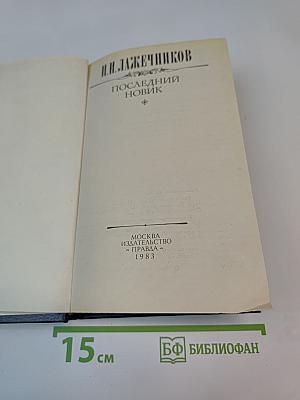 И.И. ЛАЖЕЧНИКОВ
ПОСЛЕДНИЙ
НОВИК
МОСКВА
ИЗДАТЕЛЬСТВО
«ПРАВДА»
1983
15 см
БФ БИБЛИОФАН